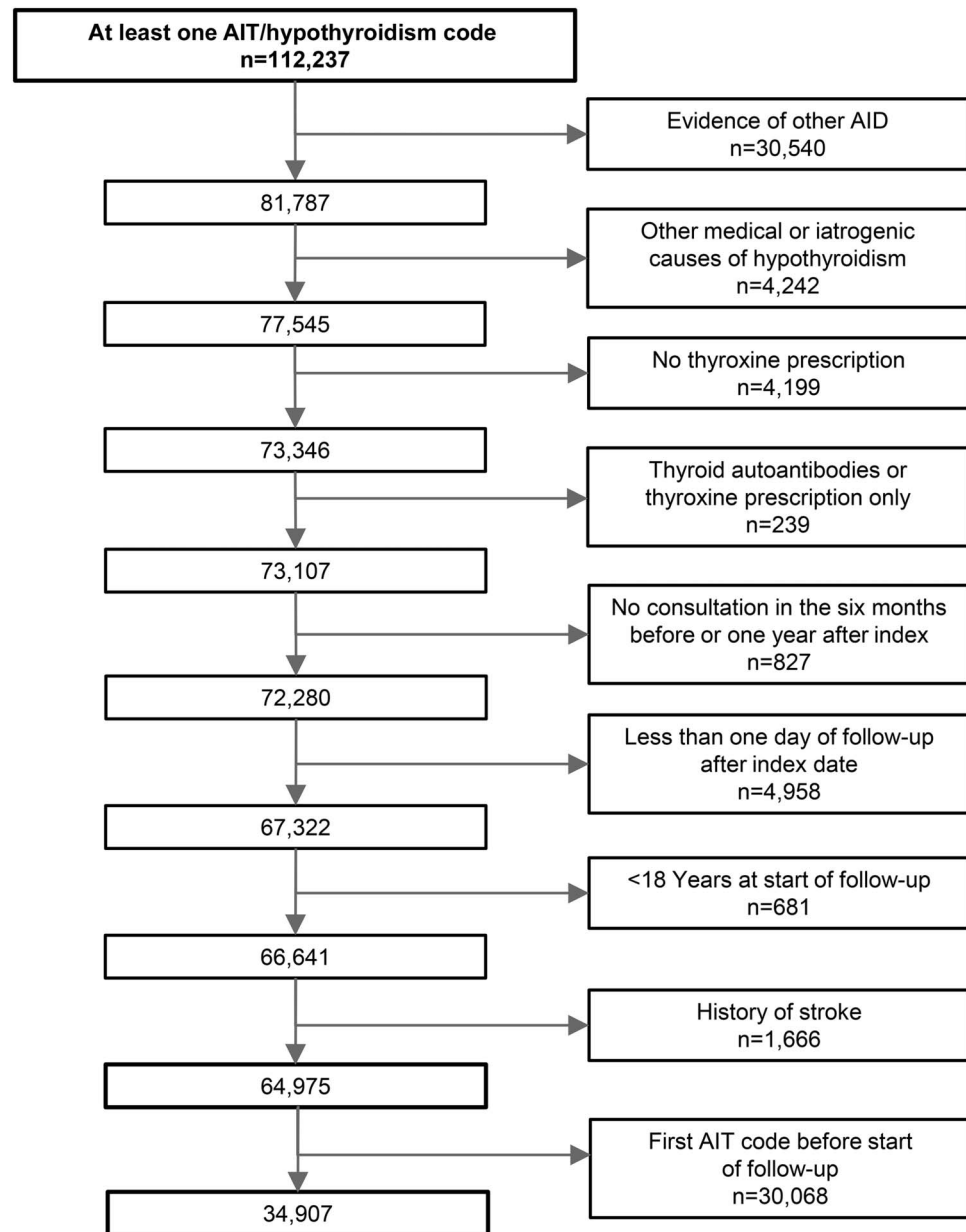 At least one AIT/hypothyroidism code
n=112,237
Evidence of other AID
n=30,540
81,787
Other medical or iatrogenic
causes of hypothyroidism
n=4,242
77,545
No thyroxine prescription
n=4,199
73,346
Thyroid autoantibodies or
thyroxine prescription only
n=239
73,107
No consultation in the six months
before or one year after index
n=827
72,280
Less than one day of follow-up
after index date
n=4,958
67,322
<18 Years at start of follow-up
n=681
66,641
History of stroke
n=1,666
64,975
First AIT code before start
of follow-up
n=30,068
34,907